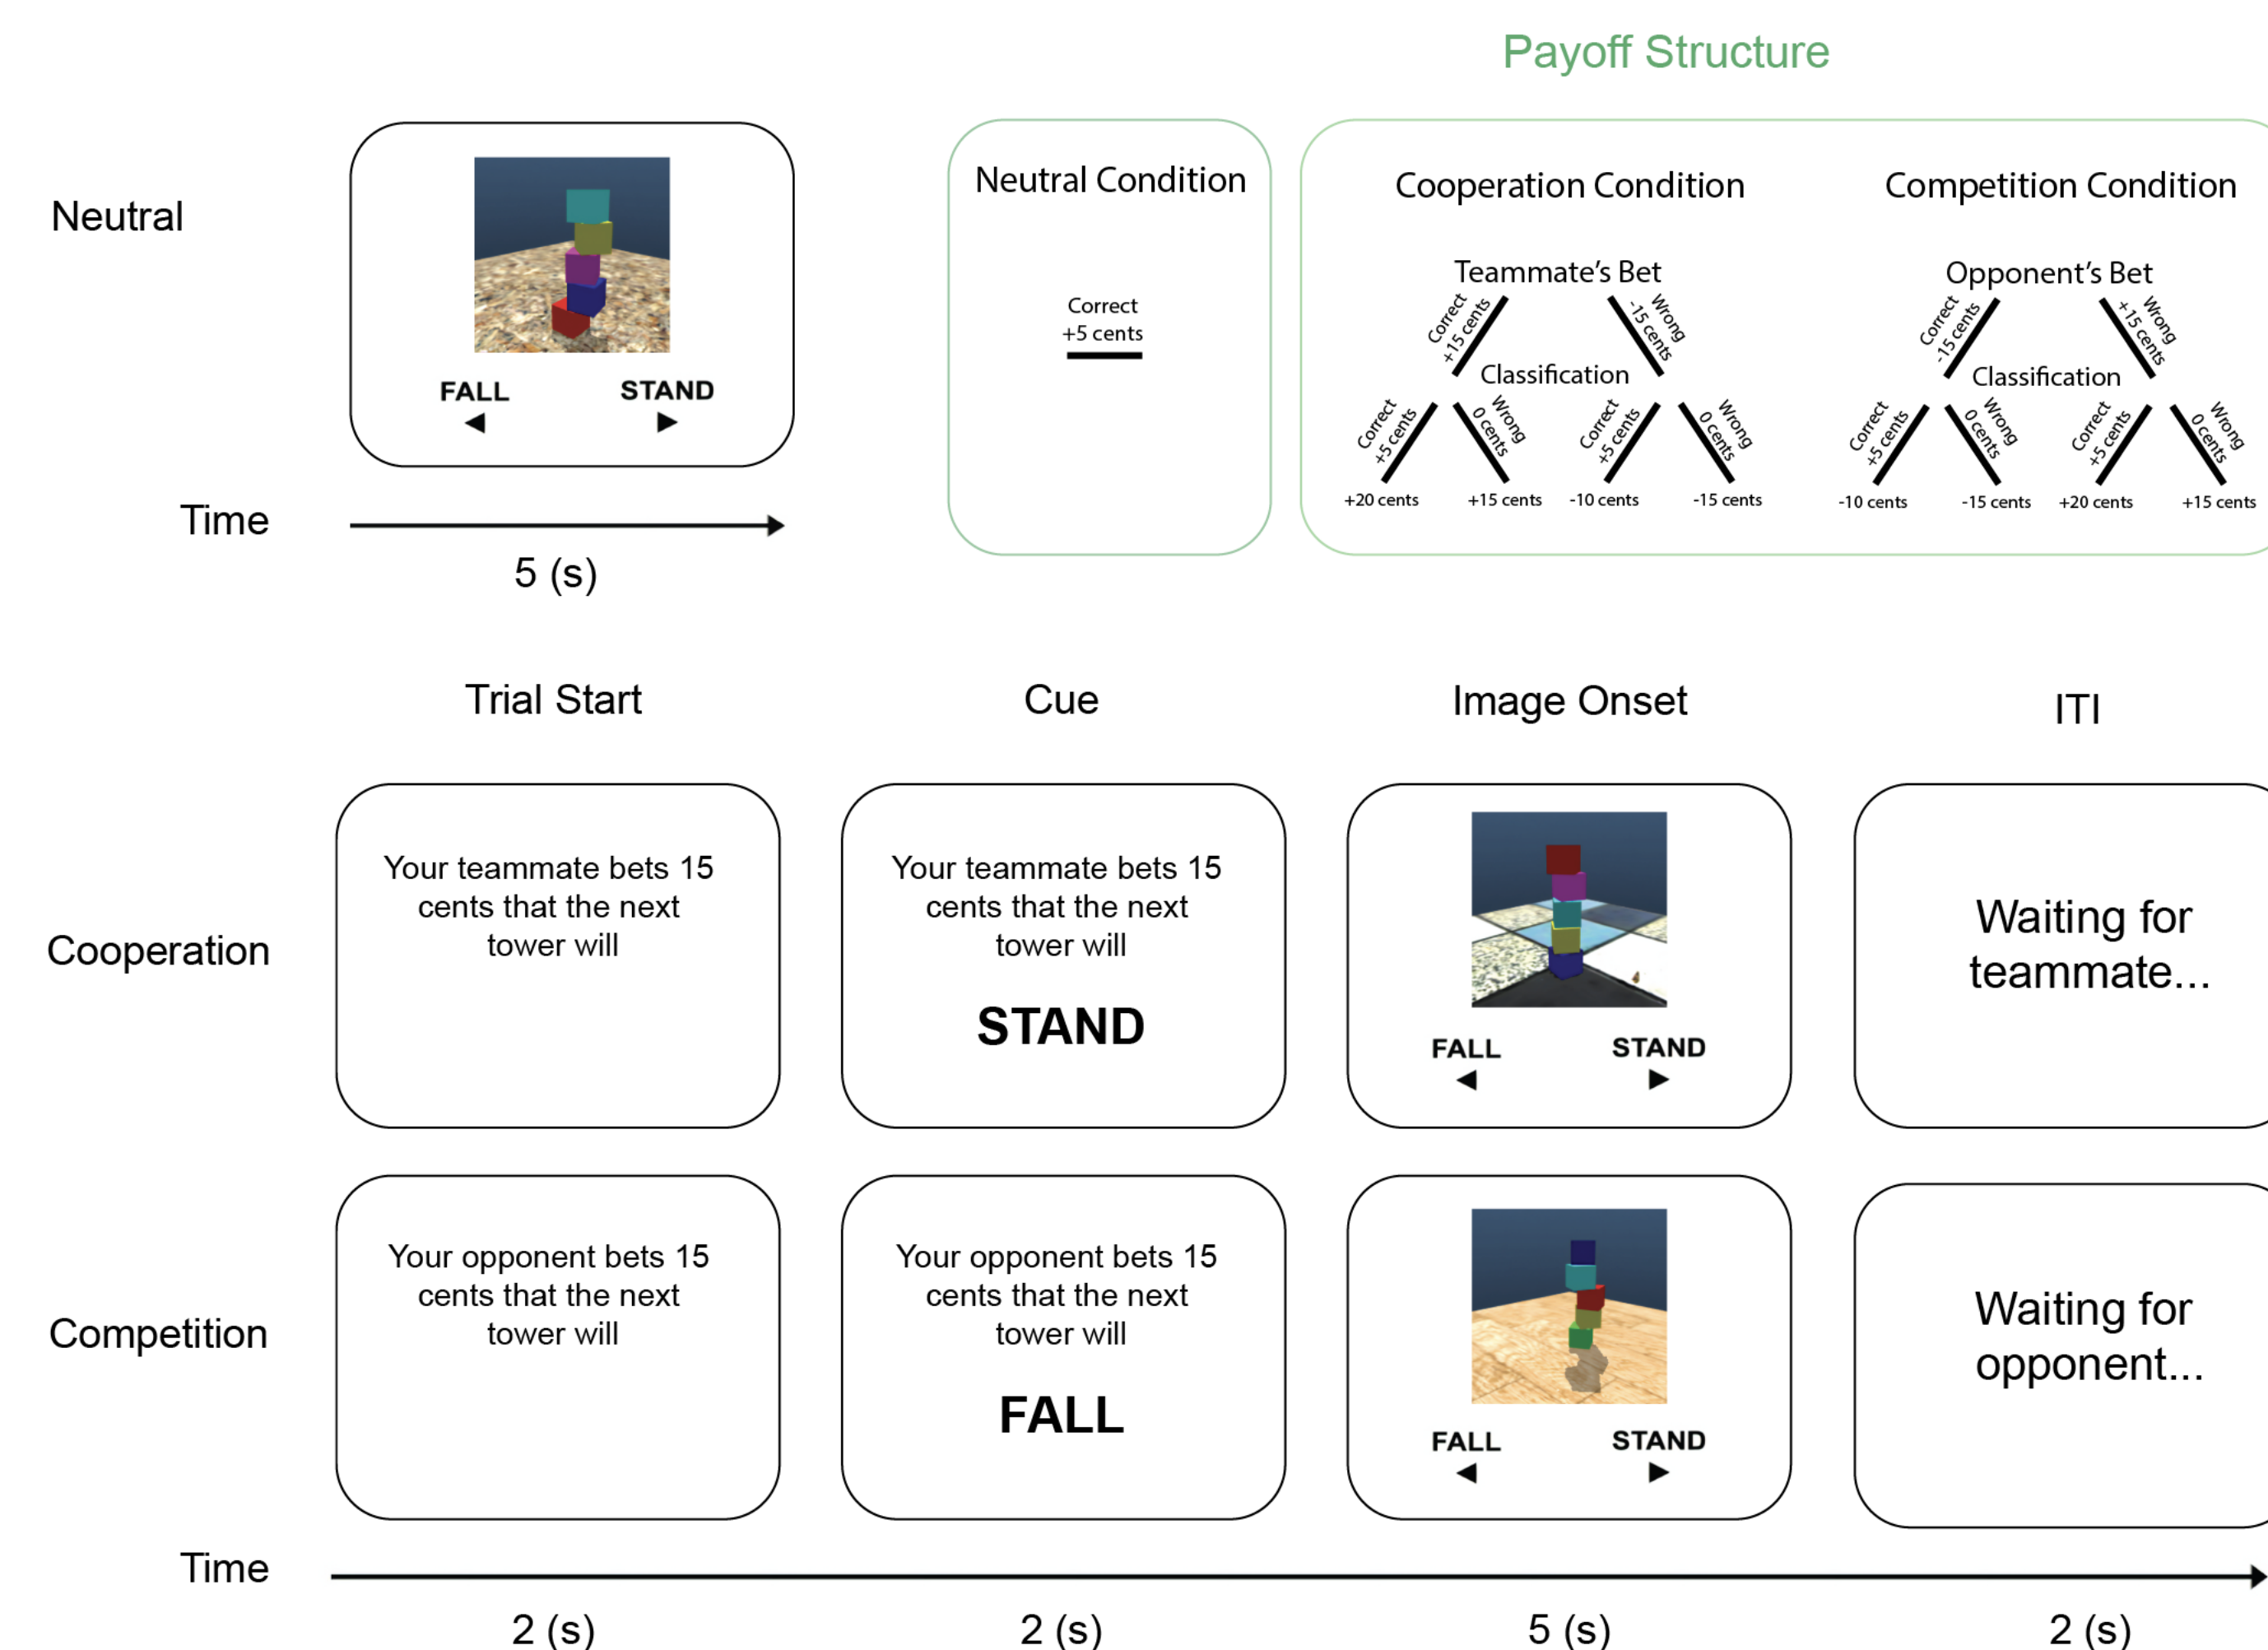 Payoff Structure
Neutral
FALL
STAND
Time
5 (s)
Neutral Condition
Correct
+5 cents
Cooperation Condition
Teammate's Bet
Correct
+15 cents
Wrong
-15 cents
Classification
Correct
+5 cents
Wrong
0 cents
Correct
+5 cents
Wrong
0 cents
+20 cents
+15 cents
-10 cents
-15 cents
Competition Condition
Opponent's Bet
Correct
-15 cents
Wrong
+15 cents
Classification
Correct
+5 cents
Wrong
0 cents
Correct
+5 cents
Wrong
0 cents
-10 cents
-15 cents
+20 cents
+15 cents
Trial Start
Cue
Image Onset
ITI
Cooperation
Your teammate bets 15
cents that the next
tower will
Your teammate bets 15
cents that the next
tower will
STAND
FALL
STAND
Waiting for
teammate...
Competition
Your opponent bets 15
cents that the next
tower will
Your opponent bets 15
cents that the next
tower will
FALL
FALL
STAND
Waiting for
opponent...
Time
2 (s)
2 (s)
5 (s)
2 (s)